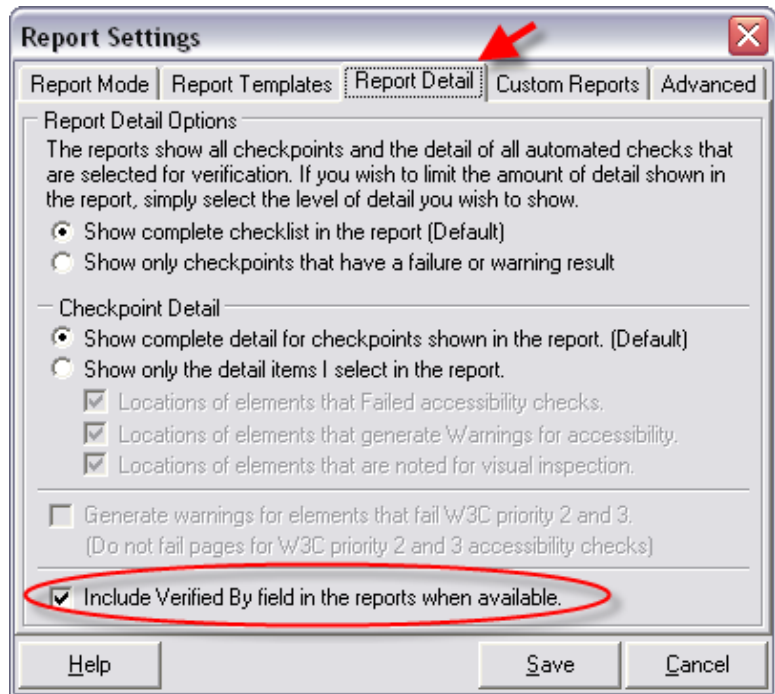 Report Settings
Report Mode Report Templates Report Detail Custom Reports Advanced
Report Detail Options
The reports show all checkpoints and the detail of all automated checks that
are selected for verification. If you wish to limit the amount of detail shown in
the report, simply select the level of detail you wish to show.
Show complete checklist in the report (Default)
Show only checkpoints that have a failure or warning result
Checkpoint Detail
Show complete detail for checkpoints shown in the report. (Default)
Show only the detail items I select in the report.
Locations of elements that Failed accessibility checks.
Locations of elements that generate Warnings for accessibility.
Locations of elements that are noted for visual inspection.
Generate warnings for elements that fail W3C priority 2 and 3.
(Do not fail pages for W3C priority 2 and 3 accessibility checks)
Include Verified By field in the reports when available.
Help Save Cancel